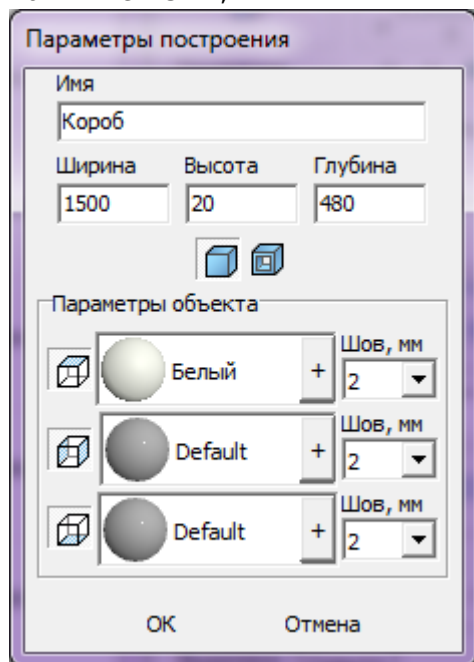 Параметры построения
Имя
Короб
Ширина Высота Глубина
1500 20 480
Параметры объекта
Шов, мм
Белый + 2
Шов, мм
Default + 2
Шов, мм
Default + 2
ОК Отмена